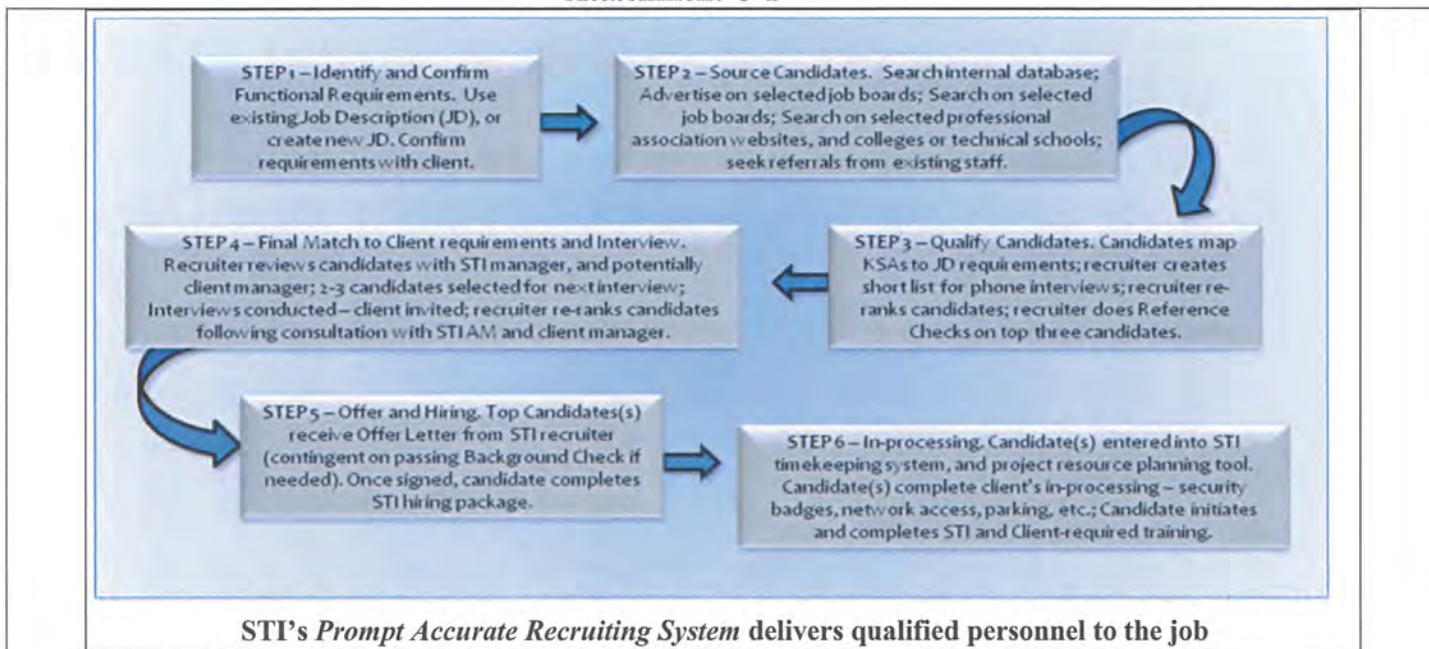 STEP 1 – Identify and Confirm
Functional Requirements. Use
existing Job Description (JD), or
create new JD. Confirm
requirements with client.
STEP 2 – Source Candidates. Search internal database;
Advertise on selected job boards; Search on selected
job boards; Search on selected professional
association websites, and colleges or technical schools;
seek referrals from existing staff.
STEP 3 – Qualify Candidates. Candidates map
KSAs to JD requirements; recruiter creates
short list for phone interviews; recruiter re-
ranks candidates; recruiter does Reference
Checks on top three candidates.
STEP 4 – Final Match to Client requirements and Interview.
Recruiter reviews candidates with STI manager, and potentially
client manager; 2-3 candidates selected for next interview;
Interviews conducted – client invited; recruiter re-ranks candidates
following consultation with STI AM and client manager.
STEP 5 – Offer and Hiring. Top Candidates(s)
receive Offer Letter from STI recruiter
(contingent on passing Background Check if
needed). Once signed, candidate completes
STI hiring package.
STEP 6 – In-processing. Candidate(s) entered into STI
timekeeping system, and project resource planning tool.
Candidate(s) complete client's in-processing – security
badges, network access, parking, etc.; Candidate initiates
and completes STI and Client-required training.
STI's Prompt Accurate Recruiting System delivers qualified personnel to the job